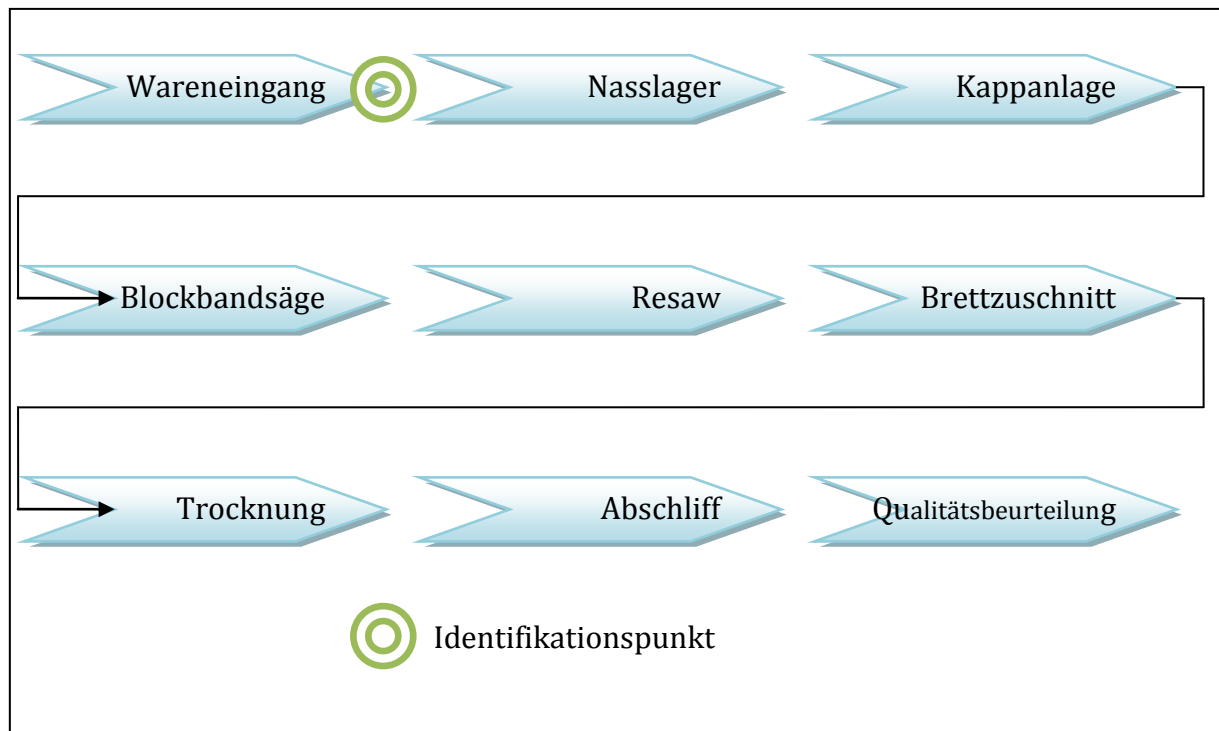 Wareneingang
Nasslager
Kappanlage
Blockbandsäge
Resaw
Brettzuschnitt
Trocknung
Abschliff
Qualitätsbeurteilung
Identifikationspunkt